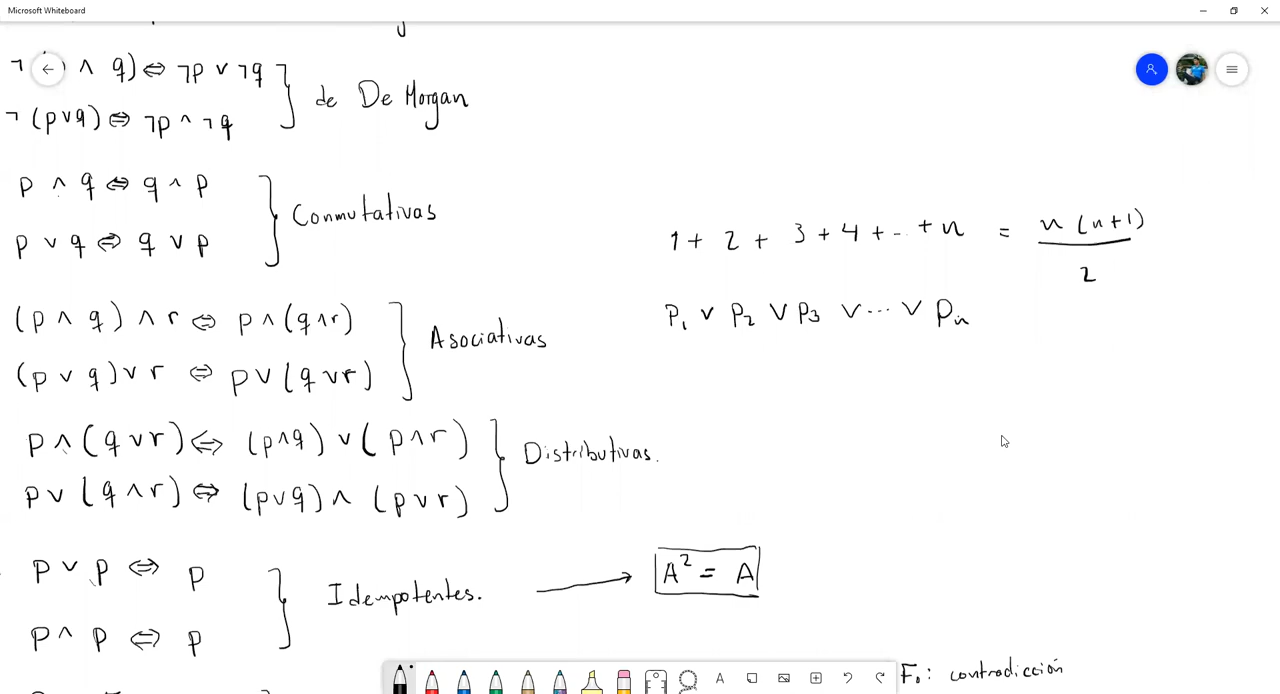 Microsoft Whiteboard
¬( ∧ q) ⇔ ¬p ∨ ¬q
¬(p∨q) ⇔ ¬p ∧ ¬q
de De Morgan
p ∧ q ⇔ q ∧ p
p ∨ q ⇔ q ∨ p
Conmutativas
(p ∧ q) ∧ r ⇔ p∧(q∧r)
(p ∨ q)∨ r ⇔ p∨(q∨r)
Asociativas
p∧(q∨r) ⇔ (p∧q) ∨ (p∧r)
p∨(q∧r) ⇔ (p∨q) ∧ (p∨r)
Distributivas.
p ∨ p ⇔ p
p ∧ p ⇔ p
Idempotentes.
A² = A
1 + 2 + 3 + 4 + ... + n = n(n+1)/2
P₁ ∨ P₂ ∨ P₃ ∨ ... ∨ Pₙ
F₀: contradicción